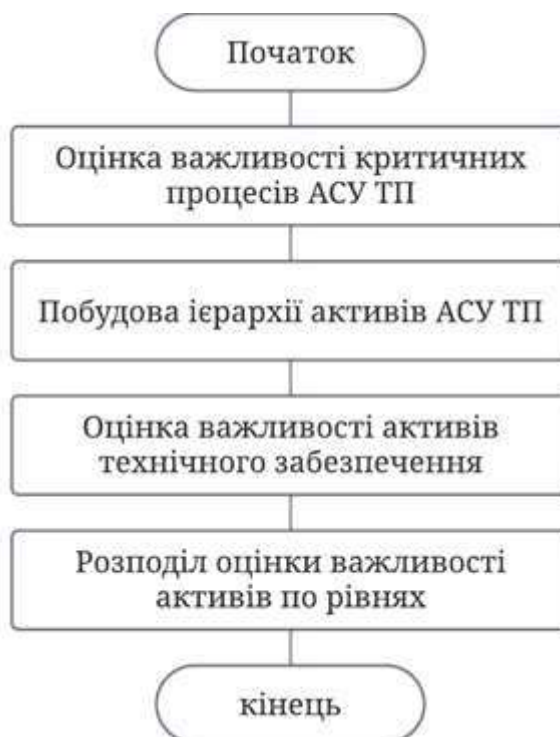 Початок
Оцінка важливості критичних
процесів АСУ ТП
Побудова ієрархії активів АСУ ТП
Оцінка важливості активів
технічного забезпечення
Розподіл оцінки важливості
активів по рівнях
кінець